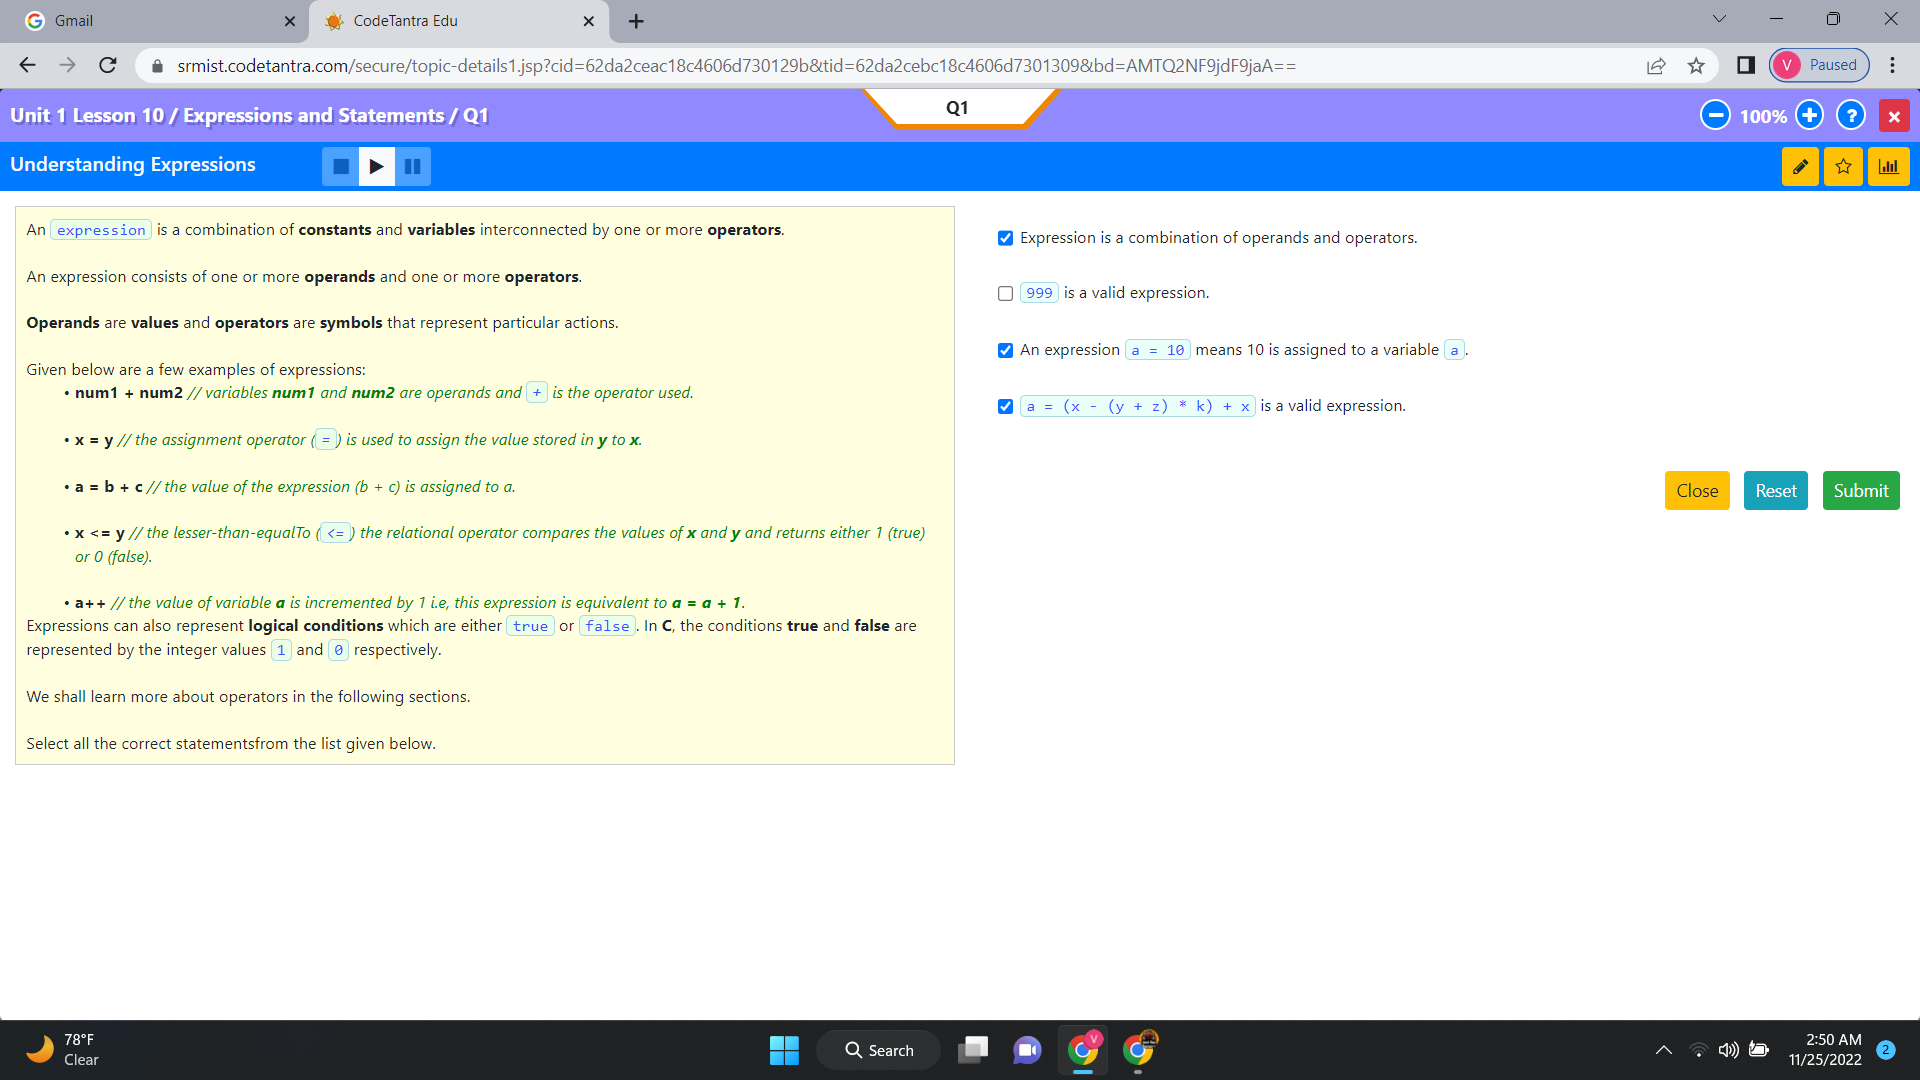 Gmail
CodeTantra Edu
srmist.codetantra.com/secure/topic-details1.jsp?cid=62da2ceac18c4606d730129b&tid=62da2cebc18c4606d7301309&bd=AMTQ2NF9jdF9jaA==
V Paused
Unit 1 Lesson 10 / Expressions and Statements / Q1
Q1
100%
?
Understanding Expressions
An expression is a combination of constants and variables interconnected by one or more operators.
An expression consists of one or more operands and one or more operators.
Operands are values and operators are symbols that represent particular actions.
Given below are a few examples of expressions:
• num1 + num2 // variables num1 and num2 are operands and + is the operator used.
• x = y // the assignment operator ( = ) is used to assign the value stored in y to x.
• a = b + c // the value of the expression (b + c) is assigned to a.
• x <= y // the lesser-than-equalTo ( <= ) the relational operator compares the values of x and y and returns either 1 (true)
or 0 (false).
• a++ // the value of variable a is incremented by 1 i.e, this expression is equivalent to a = a + 1.
Expressions can also represent logical conditions which are either true or false . In C, the conditions true and false are
represented by the integer values 1 and 0 respectively.
We shall learn more about operators in the following sections.
Select all the correct statementsfrom the list given below.
Expression is a combination of operands and operators.
999 is a valid expression.
An expression a = 10 means 10 is assigned to a variable a .
a = (x - (y + z) * k) + x is a valid expression.
Close Reset Submit
78°F
Clear
Search
V
2:50 AM
11/25/2022
2